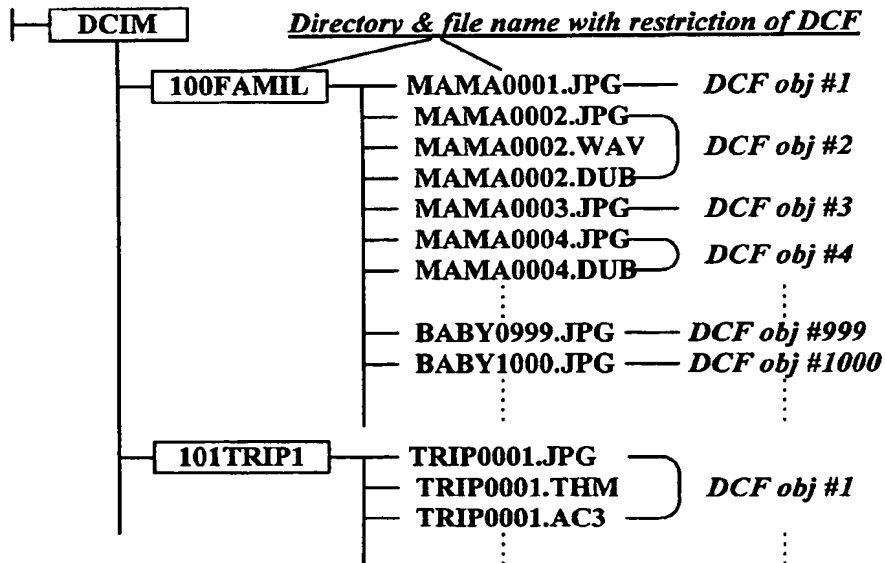 DCIM Directory & file name with restriction of DCF
100FAMIL MAMA0001.JPG DCF obj #1
MAMA0002.JPG
MAMA0002.WAV DCF obj #2
MAMA0002.DUB
MAMA0003.JPG DCF obj #3
MAMA0004.JPG
DCF obj #4
MAMA0004.DUB
BABY0999.JPG DCF obj #999
BABY1000.JPG DCF obj #1000
101TRIP1 TRIP0001.JPG
TRIP0001.THM DCF obj #1
TRIP0001.AC3